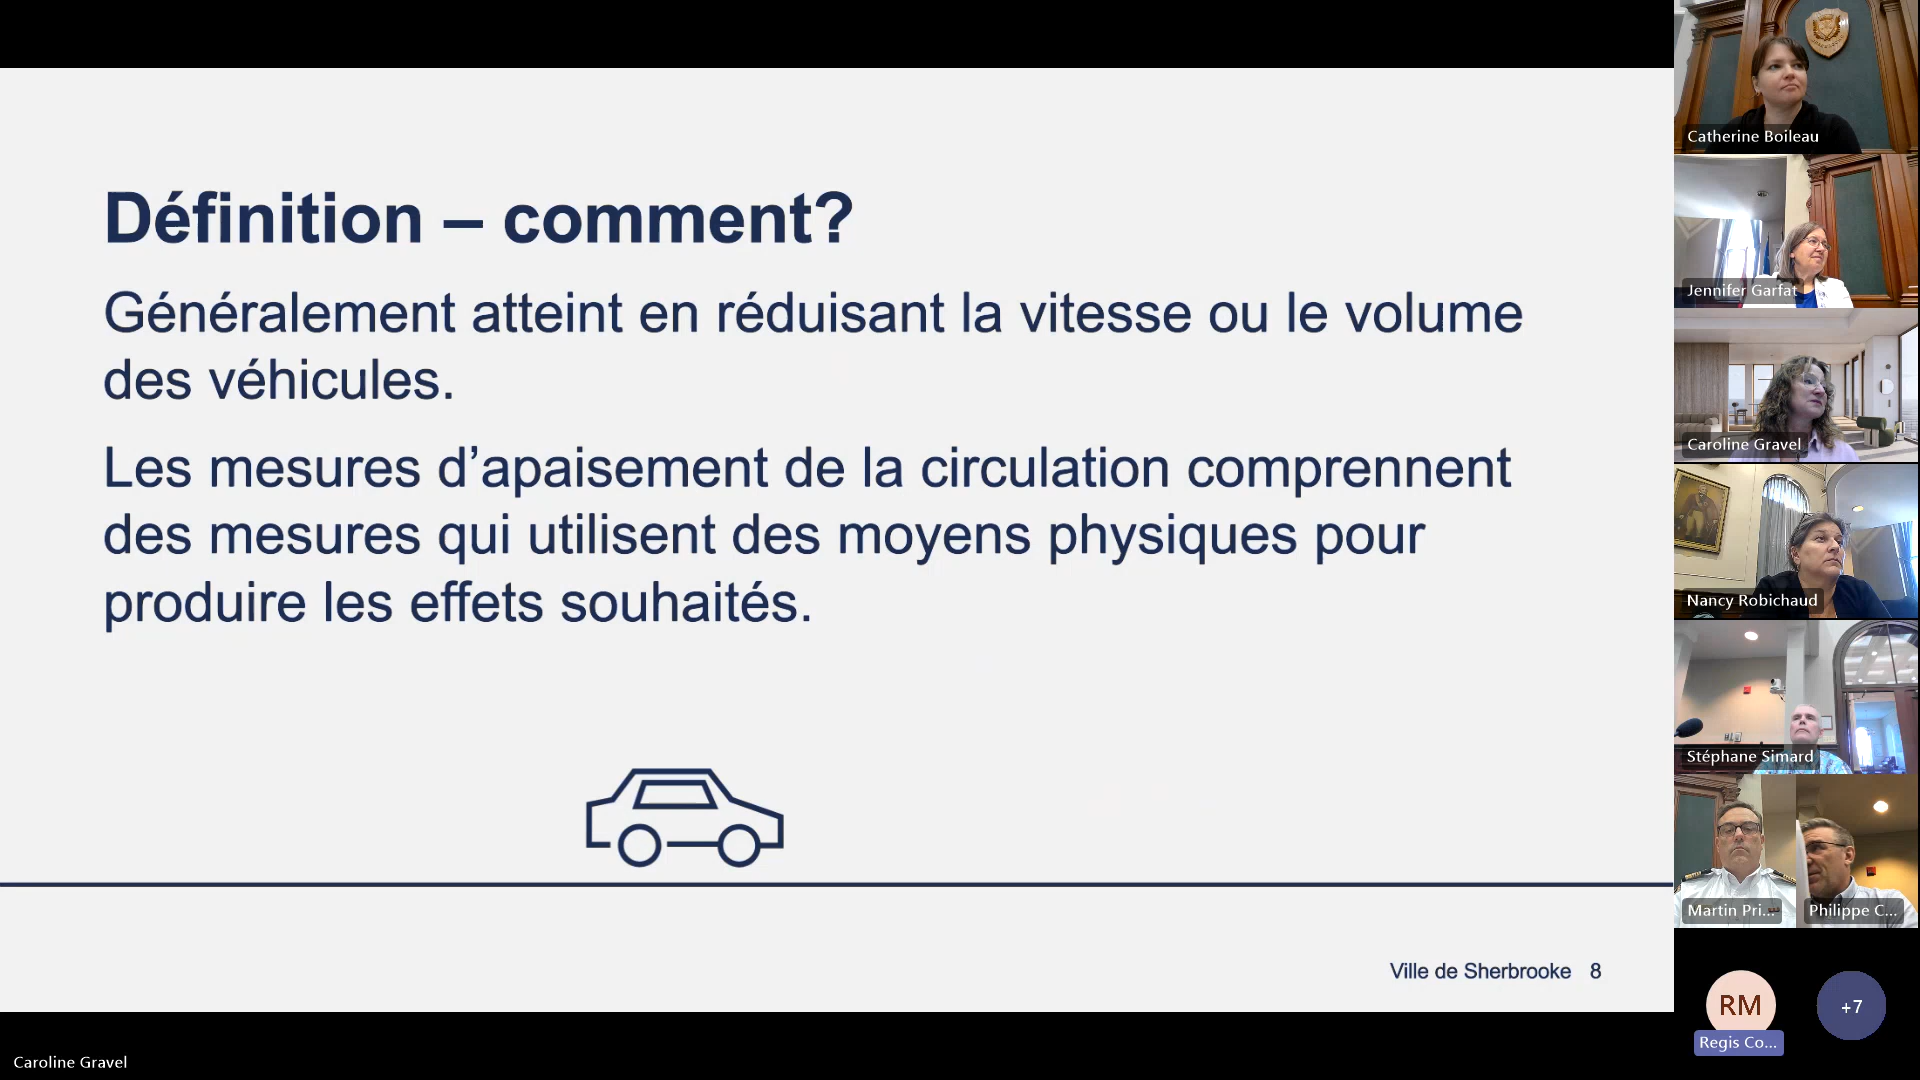 Définition – comment?
Généralement atteint en réduisant la vitesse ou le volume
des véhicules.
Les mesures d’apaisement de la circulation comprennent
des mesures qui utilisent des moyens physiques pour
produire les effets souhaités.
Ville de Sherbrooke 8
Caroline Gravel
Catherine Boileau
Jennifer Garfat
Caroline Gravel
Nancy Robichaud
Stéphane Simard
Martin Pri...
Philippe C...
RM
+7
Regis Co...